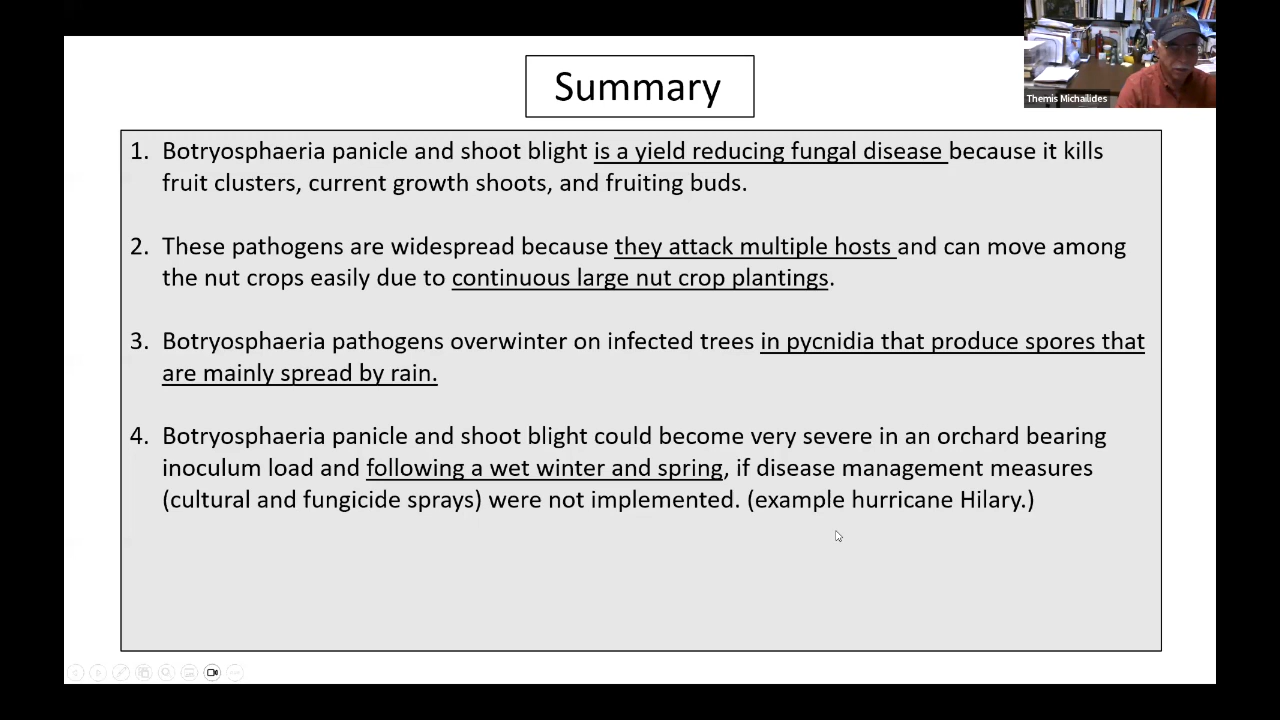 Summary
Themis Michailides
1. Botryosphaeria panicle and shoot blight is a yield reducing fungal disease because it kills
fruit clusters, current growth shoots, and fruiting buds.
2. These pathogens are widespread because they attack multiple hosts and can move among
the nut crops easily due to continuous large nut crop plantings.
3. Botryosphaeria pathogens overwinter on infected trees in pycnidia that produce spores that
are mainly spread by rain.
4. Botryosphaeria panicle and shoot blight could become very severe in an orchard bearing
inoculum load and following a wet winter and spring, if disease management measures
(cultural and fungicide sprays) were not implemented. (example hurricane Hilary.)